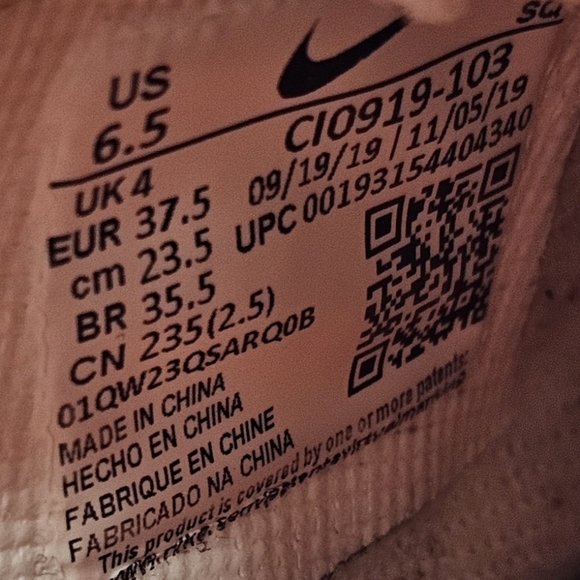 US
6.5
UK 4
EUR 37.5
cm 23.5
BR 35.5
CN 235(2.5)
01QW23QSARQ0B
MADE IN CHINA
HECHO EN CHINA
FABRIQUE EN CHINE
FABRICADO NA CHINA
This product is covered by one or more patents:
CI0919-103
09/19/19 / 11/05/19
UPC 00193154404340